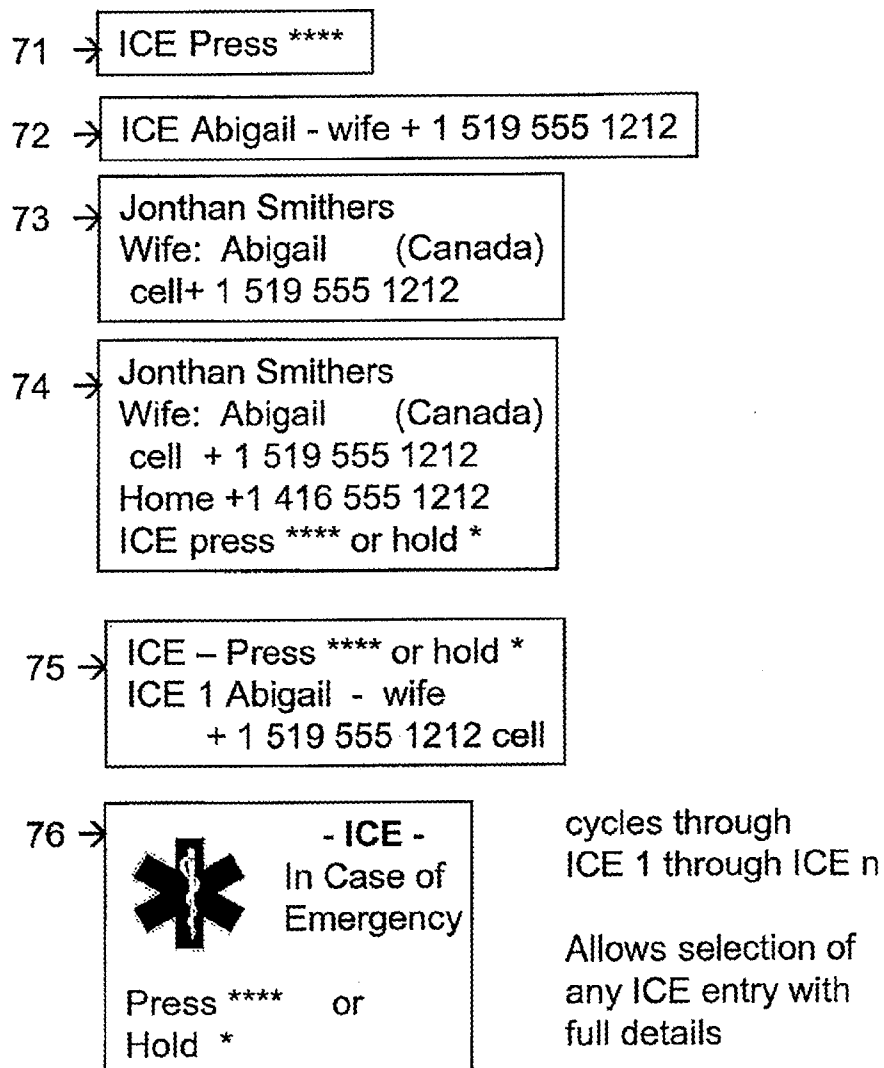 71 → ICE Press ****
72 → ICE Abigail - wife + 1 519 555 1212
73 → Jonthan Smithers
Wife: Abigail (Canada)
cell+ 1 519 555 1212
74 → Jonthan Smithers
Wife: Abigail (Canada)
cell + 1 519 555 1212
Home +1 416 555 1212
ICE press **** or hold *
75 → ICE – Press **** or hold *
ICE 1 Abigail - wife
+ 1 519 555 1212 cell
76 → - ICE -
In Case of
Emergency
Press **** or
Hold *
cycles through
ICE 1 through ICE n
Allows selection of
any ICE entry with
full details